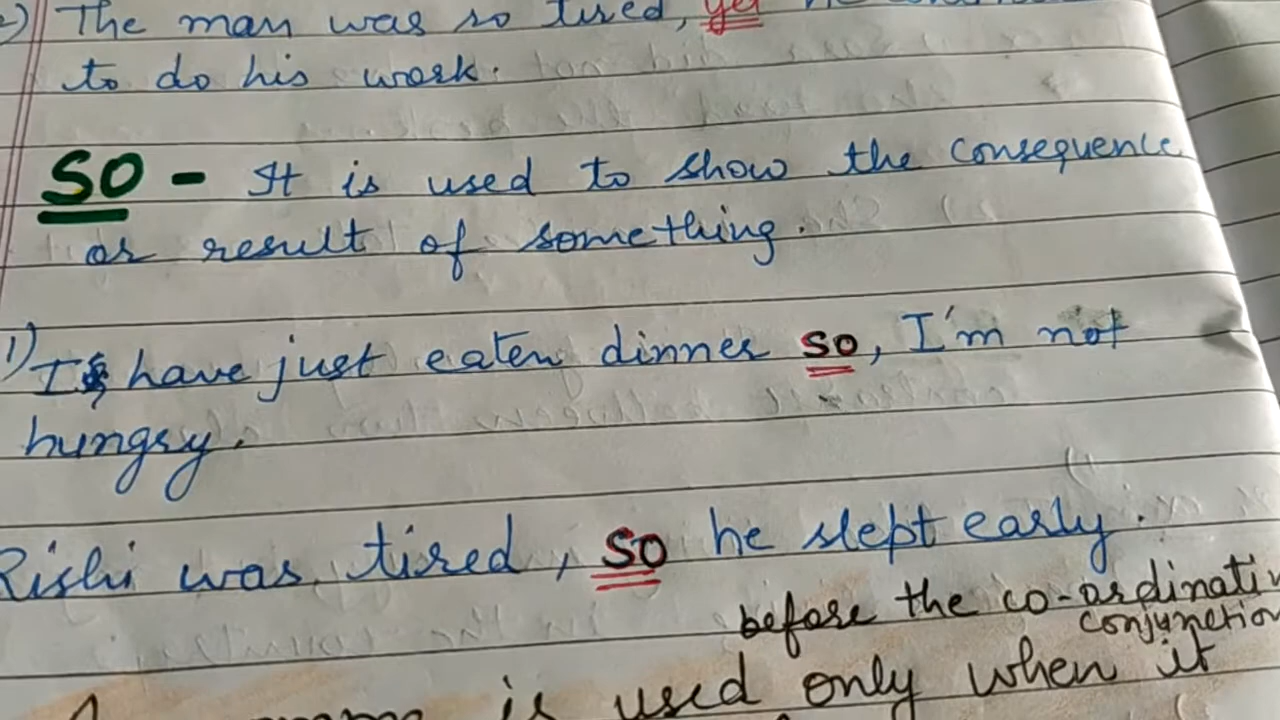 The man was so tired, yet he
to do his work.
SO - It is used to show the consequence
or result of something.
1) I have just eaten dinner so, I'm not
hungry.
Rishi was tired, so he slept early.
before the co-ordinati
conjunction
is used only when it